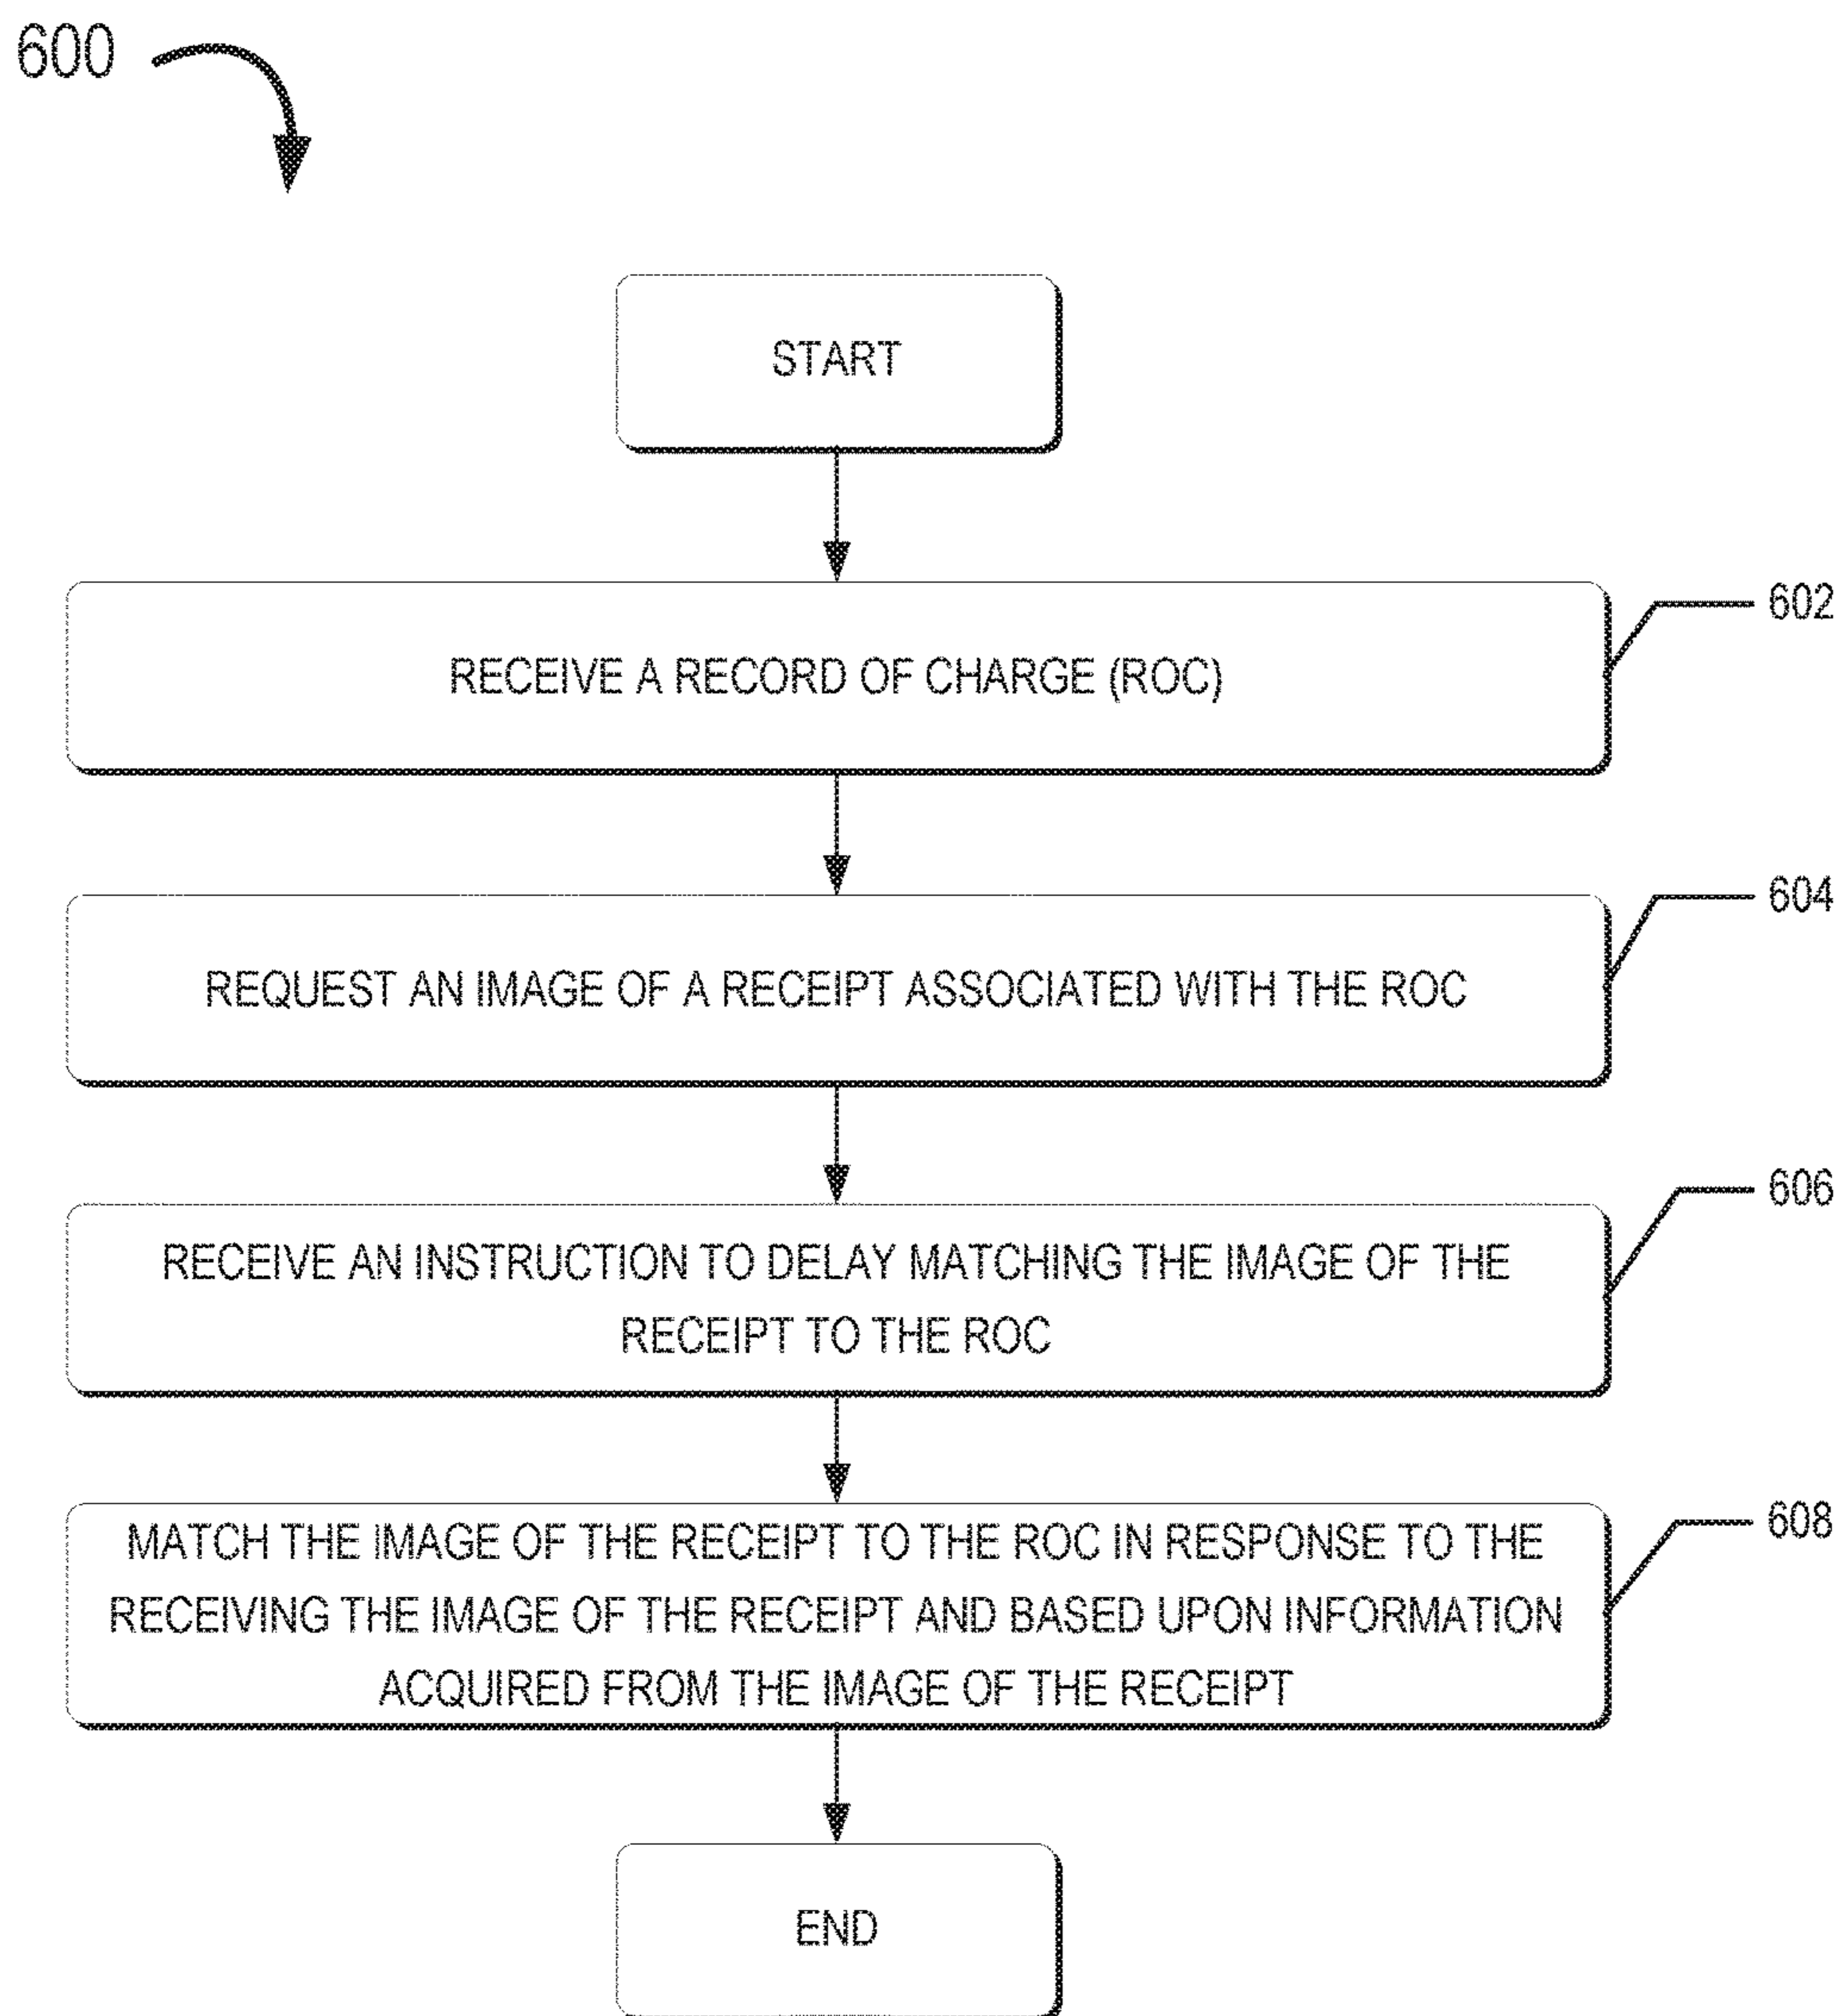 600
START
RECEIVE A RECORD OF CHARGE (ROC)
602
REQUEST AN IMAGE OF A RECEIPT ASSOCIATED WITH THE ROC
604
RECEIVE AN INSTRUCTION TO DELAY MATCHING THE IMAGE OF THE
RECEIPT TO THE ROC
606
MATCH THE IMAGE OF THE RECEIPT TO THE ROC IN RESPONSE TO THE
RECEIVING THE IMAGE OF THE RECEIPT AND BASED UPON INFORMATION
ACQUIRED FROM THE IMAGE OF THE RECEIPT
608
END